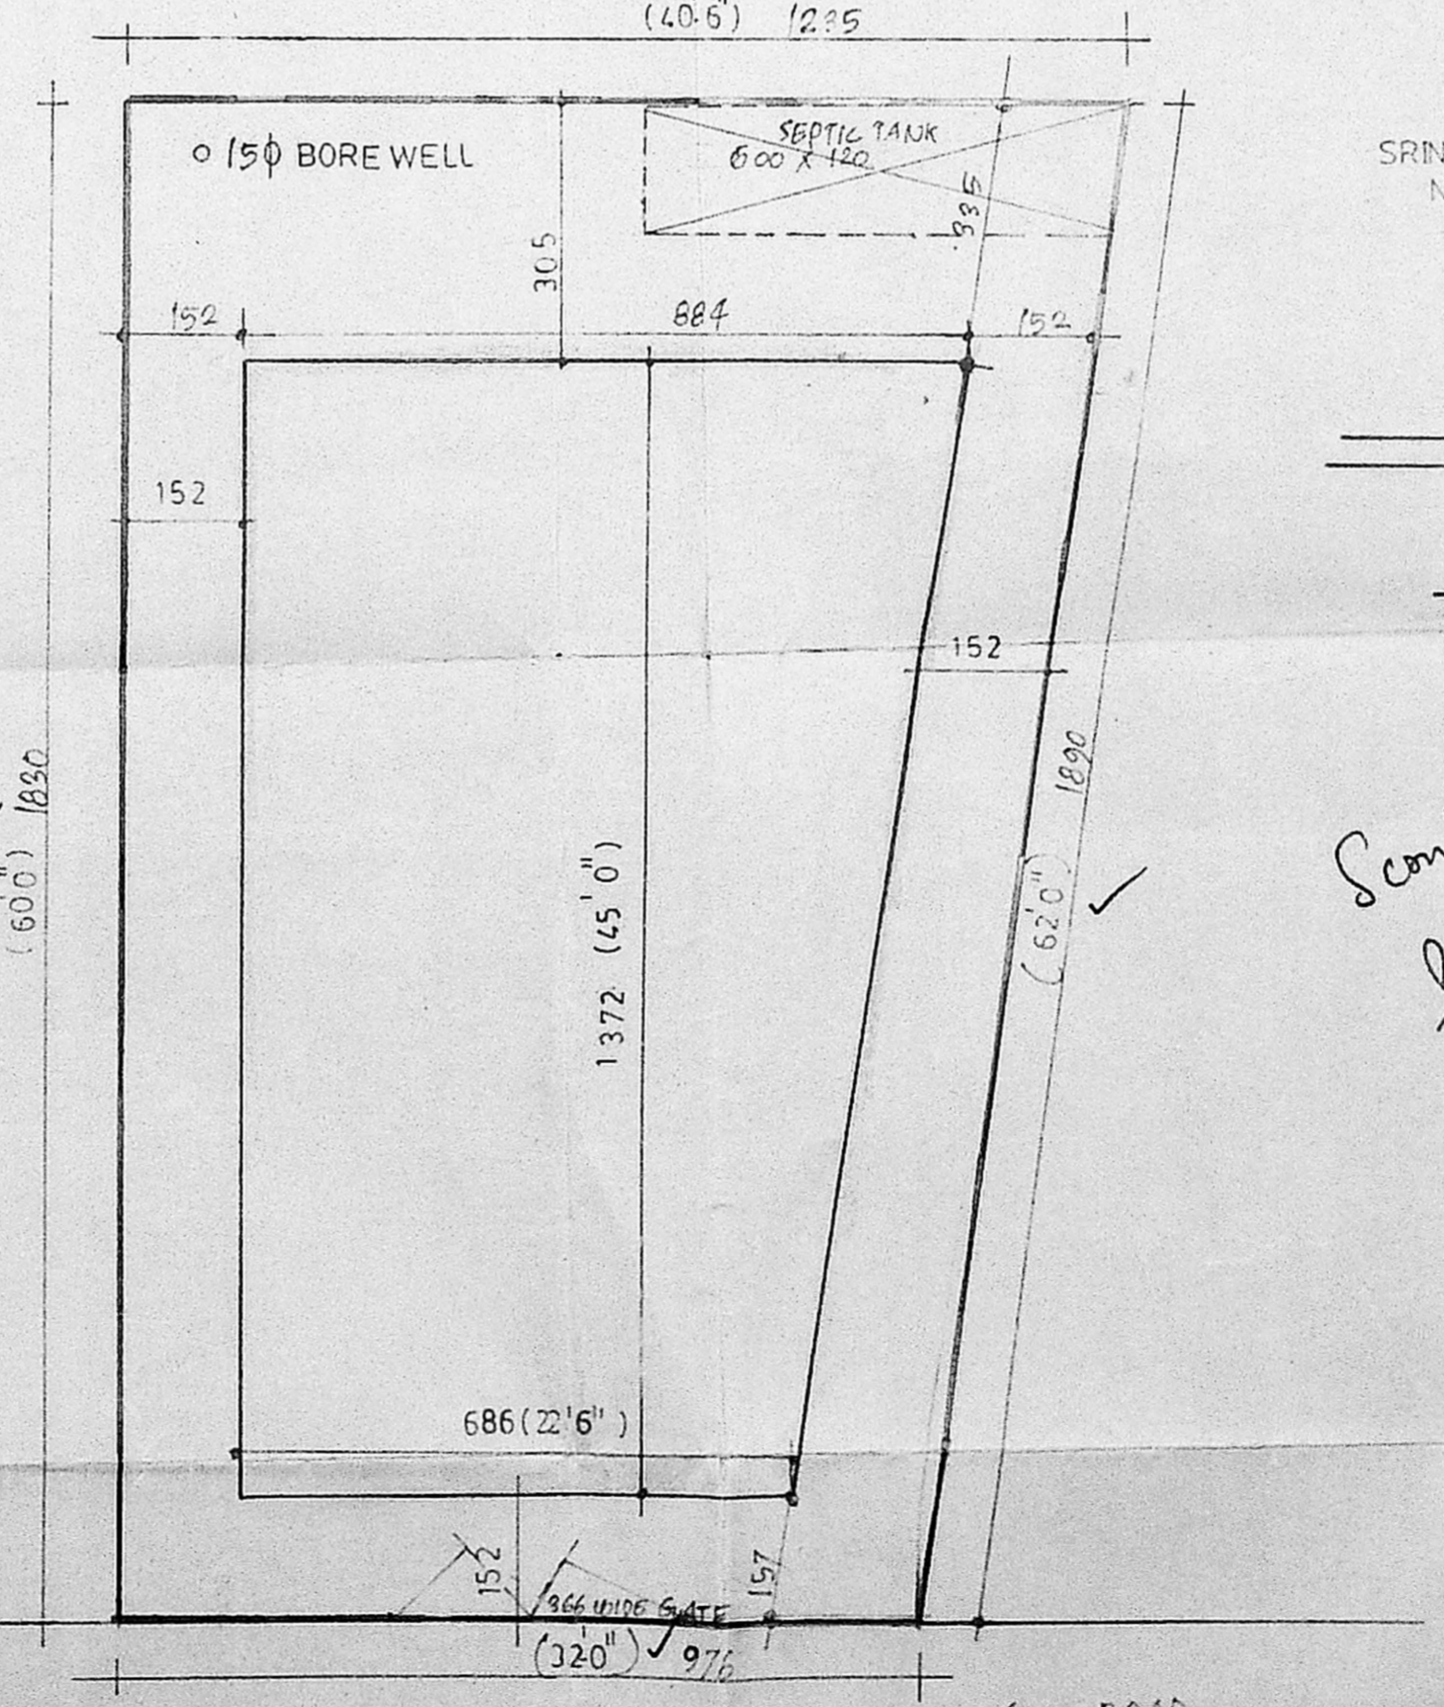 (40.6") 1235
O 15φ BORE WELL
SEPTIC TANK
600 X 120
SRIN
N
335
305
152
884
152
152
152
1830
(60'0")
1890
(62'0")
Scon
1372 (45'0")
686 (22'6")
152
157
366 WIDE GATE
(32'0") 976
ROAD